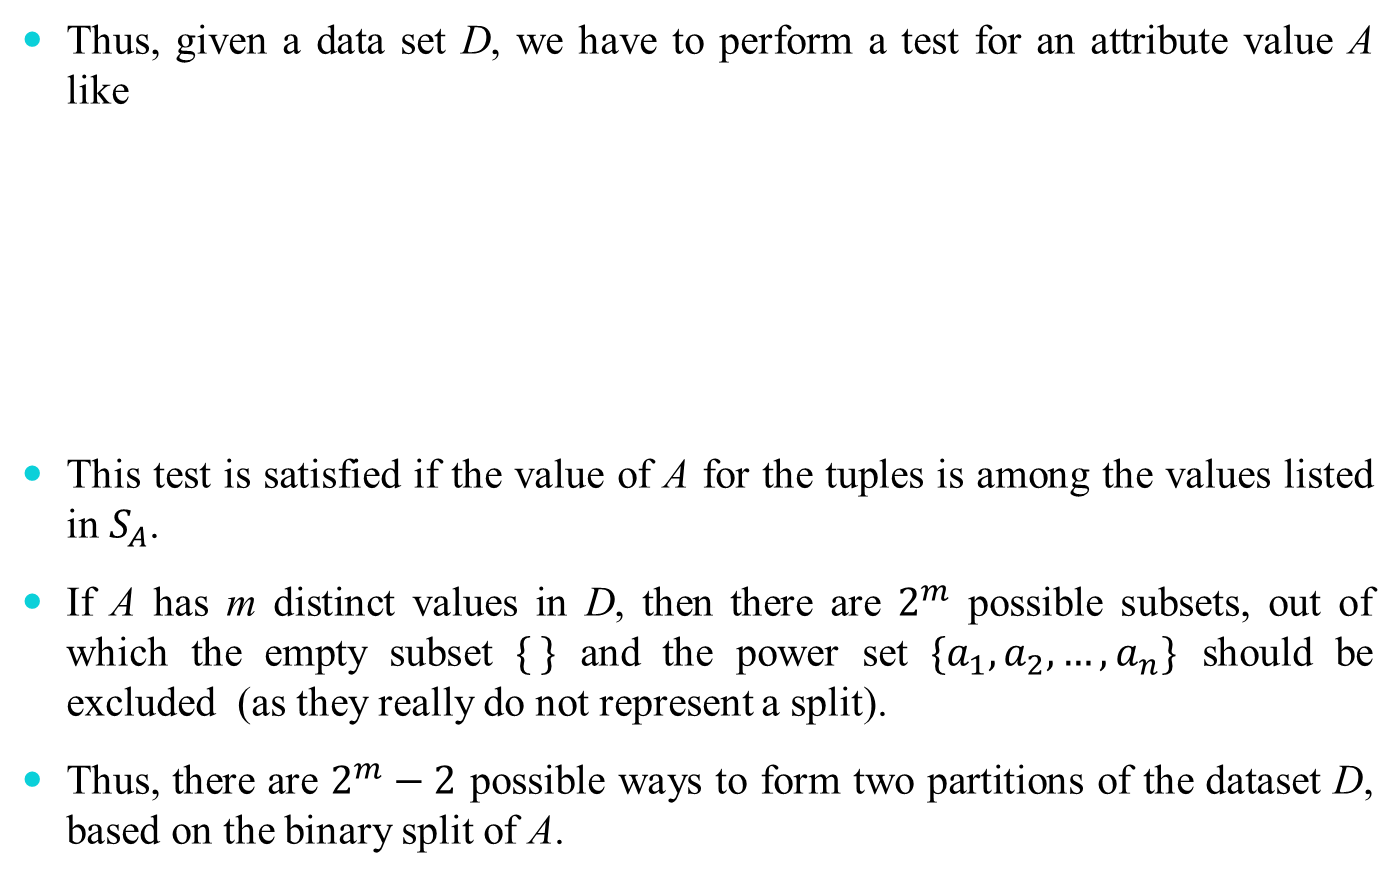 • Thus, given a data set D, we have to perform a test for an attribute value A
like
• This test is satisfied if the value of A for the tuples is among the values listed
in S_A.
• If A has m distinct values in D, then there are 2^m possible subsets, out of
which the empty subset { } and the power set {a_1, a_2, ..., a_n} should be
excluded (as they really do not represent a split).
• Thus, there are 2^m − 2 possible ways to form two partitions of the dataset D,
based on the binary split of A.